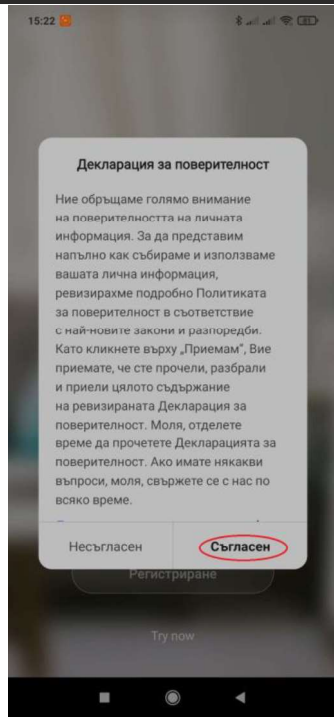 15:22
81
Декларация за поверителност
Ние обръщаме голямо внимание
на поверителността на личната
информация. За да представим
напълно как събираме и използваме
вашата лична информация,
ревизирахме подробно Политиката
за поверителност в съответствие
с най-новите закони и разпоредби.
Като кликнете върху „Приемам“, Вие
приемате, че сте прочели, разбрали
и приели цялото съдържание
на ревизираната Декларация за
поверителност. Моля, отделете
време да прочетете Декларацията за
поверителност. Ако имате някакви
въпроси, моля, свържете се с нас по
всяко време.
Несъгласен Съгласен
Регистриране
Try now